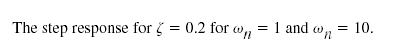 The step response for ζ = 0.2 for ωₙ = 1 and ωₙ = 10.